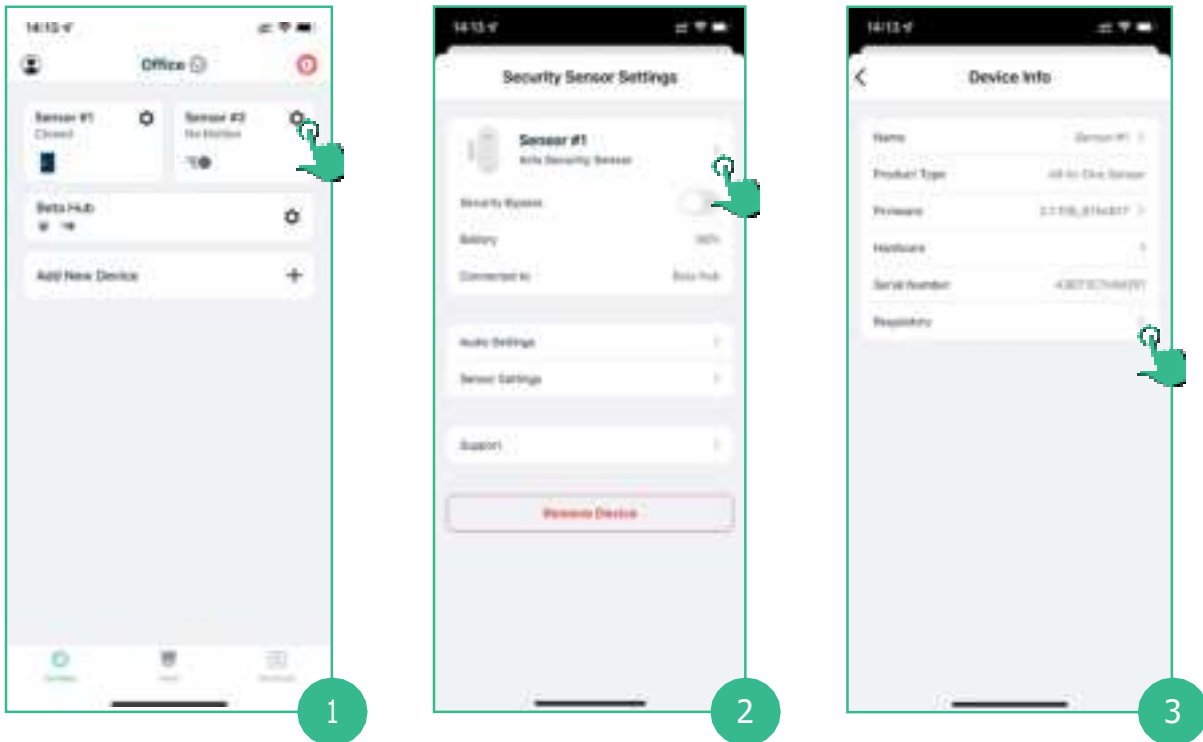 14:13
Office
Sensor #1
Closed
Sensor #2
No Motion
Beta Hub
Add New Device
1
14:13
Security Sensor Settings
Sensor #1
Arlo Security Sensor
Security Bypass
Battery
Connected to Beta Hub
Audio Settings
Sensor Settings
Support
Remove Device
2
14:13
Device Info
Name Sensor #1
Product Type All-in-One Sensor
Firmware
Hardware
Serial Number
Regulatory
3